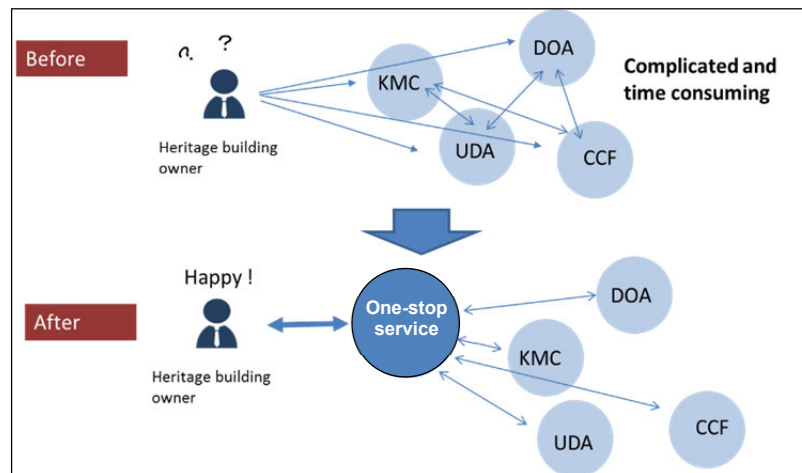 Before
?
DOA
KMC
Complicated and
time consuming
Heritage building
owner
UDA
CCF
Happy !
One-stop
service
DOA
After
KMC
Heritage building
owner
UDA
CCF